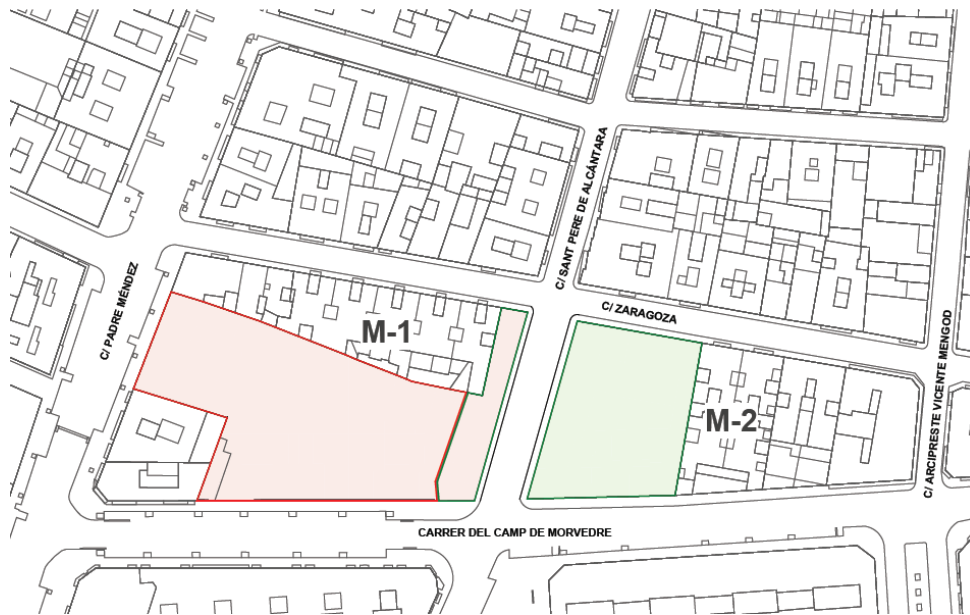 C/ SANT PERE DE ALCÁNTARA
C/ PADRE MÉNDEZ
C/ ZARAGOZA
M-1
M-2
C/ ARCIPRESTE VICENTE MENGOD
CARRER DEL CAMP DE MORVEDRE